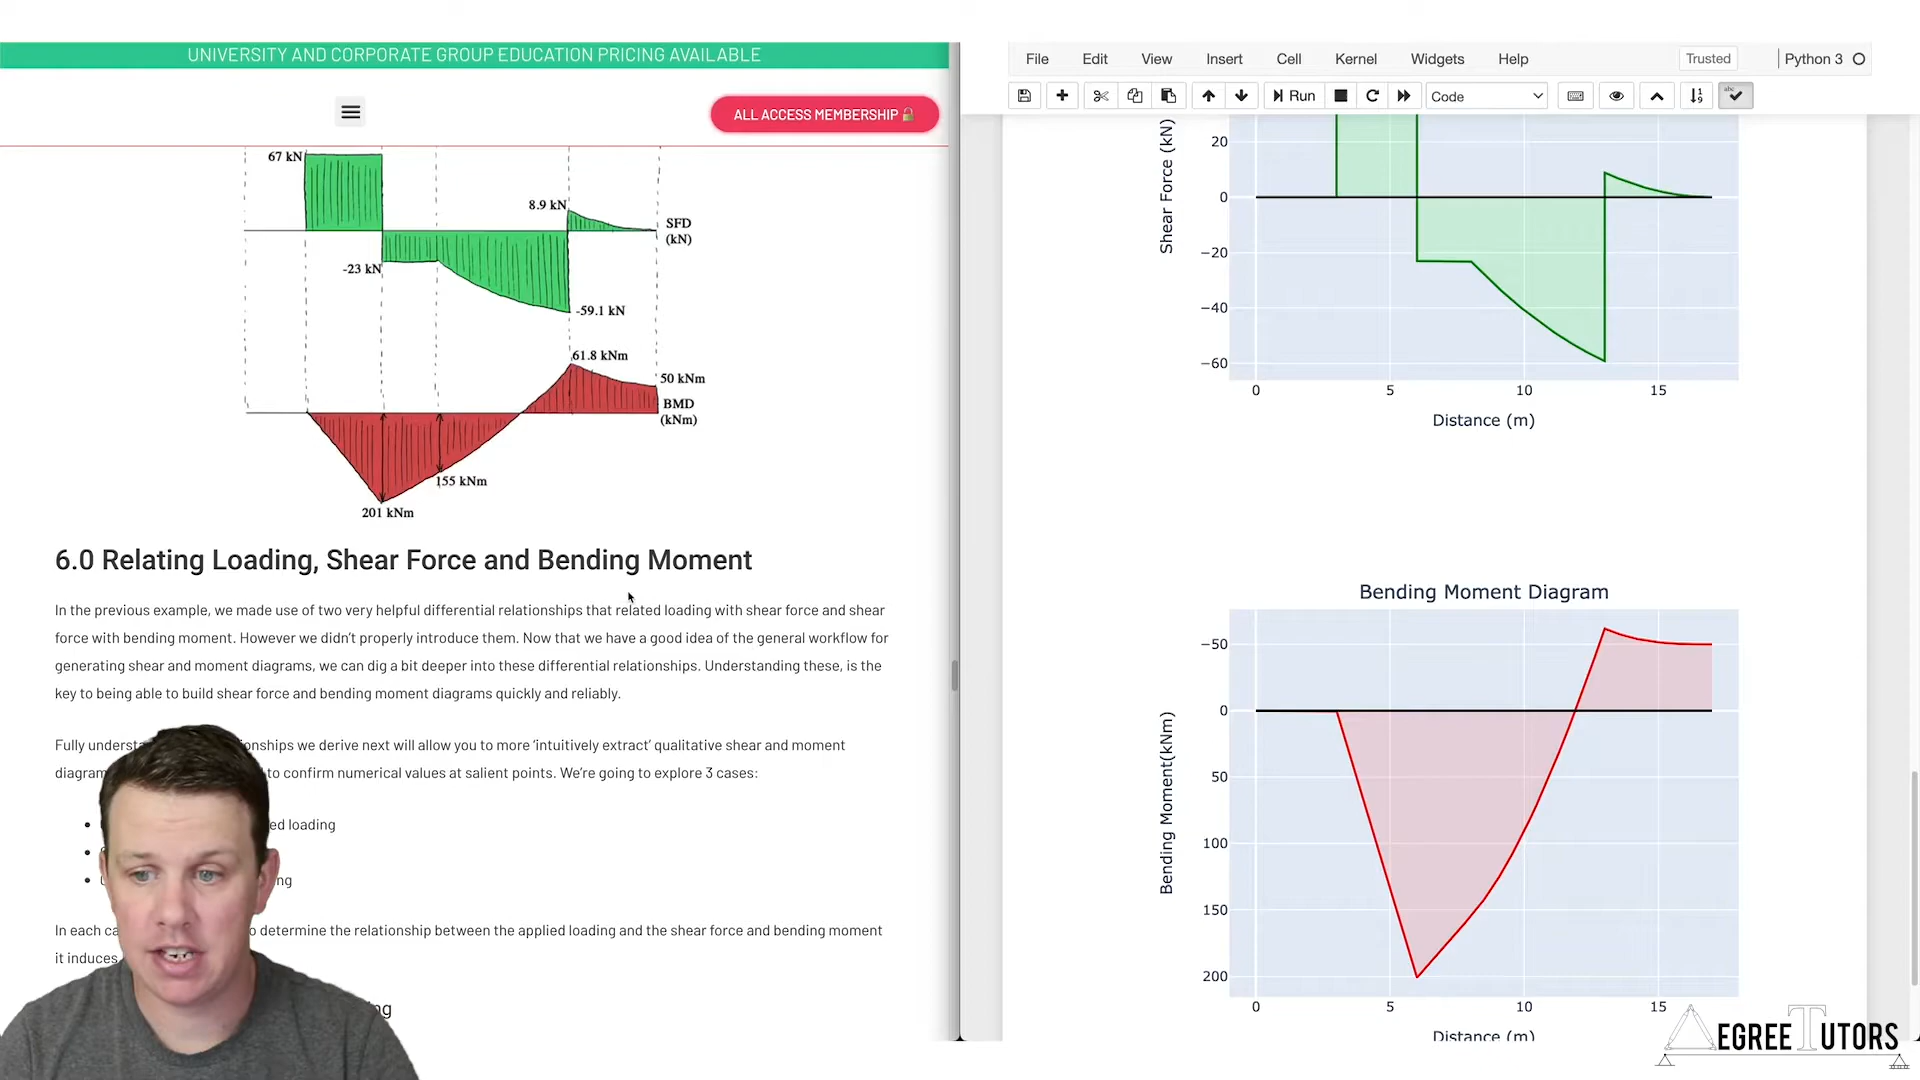 UNIVERSITY AND CORPORATE GROUP EDUCATION PRICING AVAILABLE
ALL ACCESS MEMBERSHIP
67 kN
8.9 kN
SFD
(kN)
-23 kN
-59.1 kN
61.8 kNm
50 kNm
BMD
(kNm)
155 kNm
201 kNm
6.0 Relating Loading, Shear Force and Bending Moment
In the previous example, we made use of two very helpful differential relationships that related loading with shear force and shear
force with bending moment. However we didn't properly introduce them. Now that we have a good idea of the general workflow for
generating shear and moment diagrams, we can dig a bit deeper into these differential relationships. Understanding these, is the
key to being able to build shear force and bending moment diagrams quickly and reliably.
Fully underst onships we derive next will allow you to more 'intuitively extract' qualitative shear and moment
diagram to confirm numerical values at salient points. We're going to explore 3 cases:
ed loading
ng
In each ca o determine the relationship between the applied loading and the shear force and bending moment
it induces
ng
File Edit View Insert Cell Kernel Widgets Help Trusted Python 3
Run Code
20
0
−20
−40
−60
Shear Force (kN)
0 5 10 15
Distance (m)
Bending Moment Diagram
−50
0
50
100
150
200
Bending Moment(kNm)
0 5 10 15
Distance (m)
DEGREE TUTORS